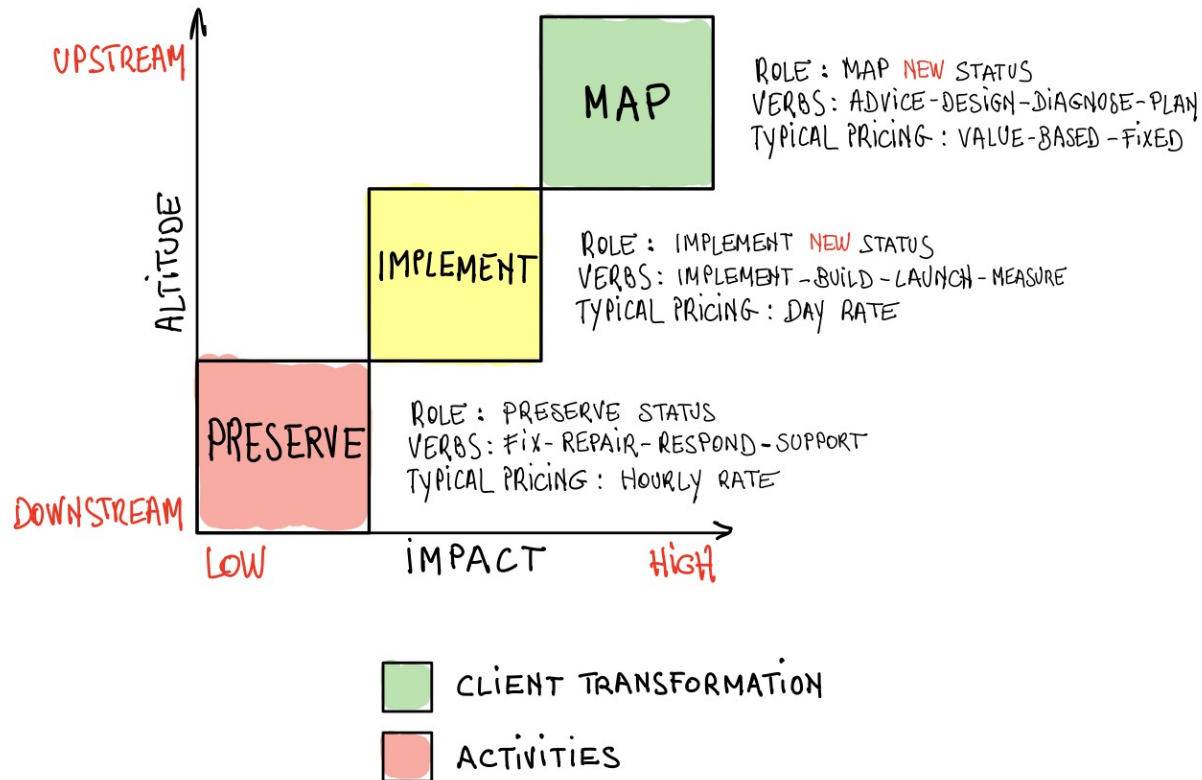 UPSTREAM
MAP
ROLE : MAP NEW STATUS
VERBS : ADVICE-DESIGN-DIAGNOSE-PLAN
TYPICAL PRICING : VALUE-BASED-FIXED
ALTITUDE
IMPLEMENT
ROLE : IMPLEMENT NEW STATUS
VERBS : IMPLEMENT-BUILD-LAUNCH-MEASURE
TYPICAL PRICING : DAY RATE
PRESERVE
ROLE : PRESERVE STATUS
VERBS : FIX-REPAIR-RESPOND-SUPPORT
TYPICAL PRICING : HOURLY RATE
DOWNSTREAM
LOW
IMPACT
HIGH
CLIENT TRANSFORMATION
ACTIVITIES